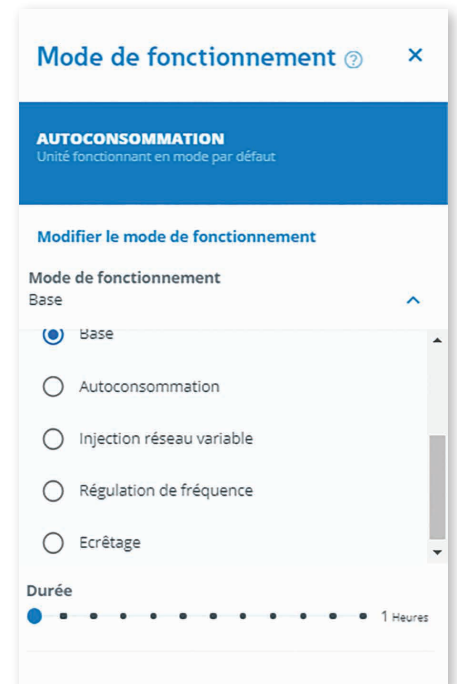 Mode de fonctionnement ? ×
AUTOCONSOMMATION
Unité fonctionnant en mode par défaut
Modifier le mode de fonctionnement
Mode de fonctionnement
Base
Base
Autoconsommation
Injection réseau variable
Régulation de fréquence
Ecrêtage
Durée
1 Heures